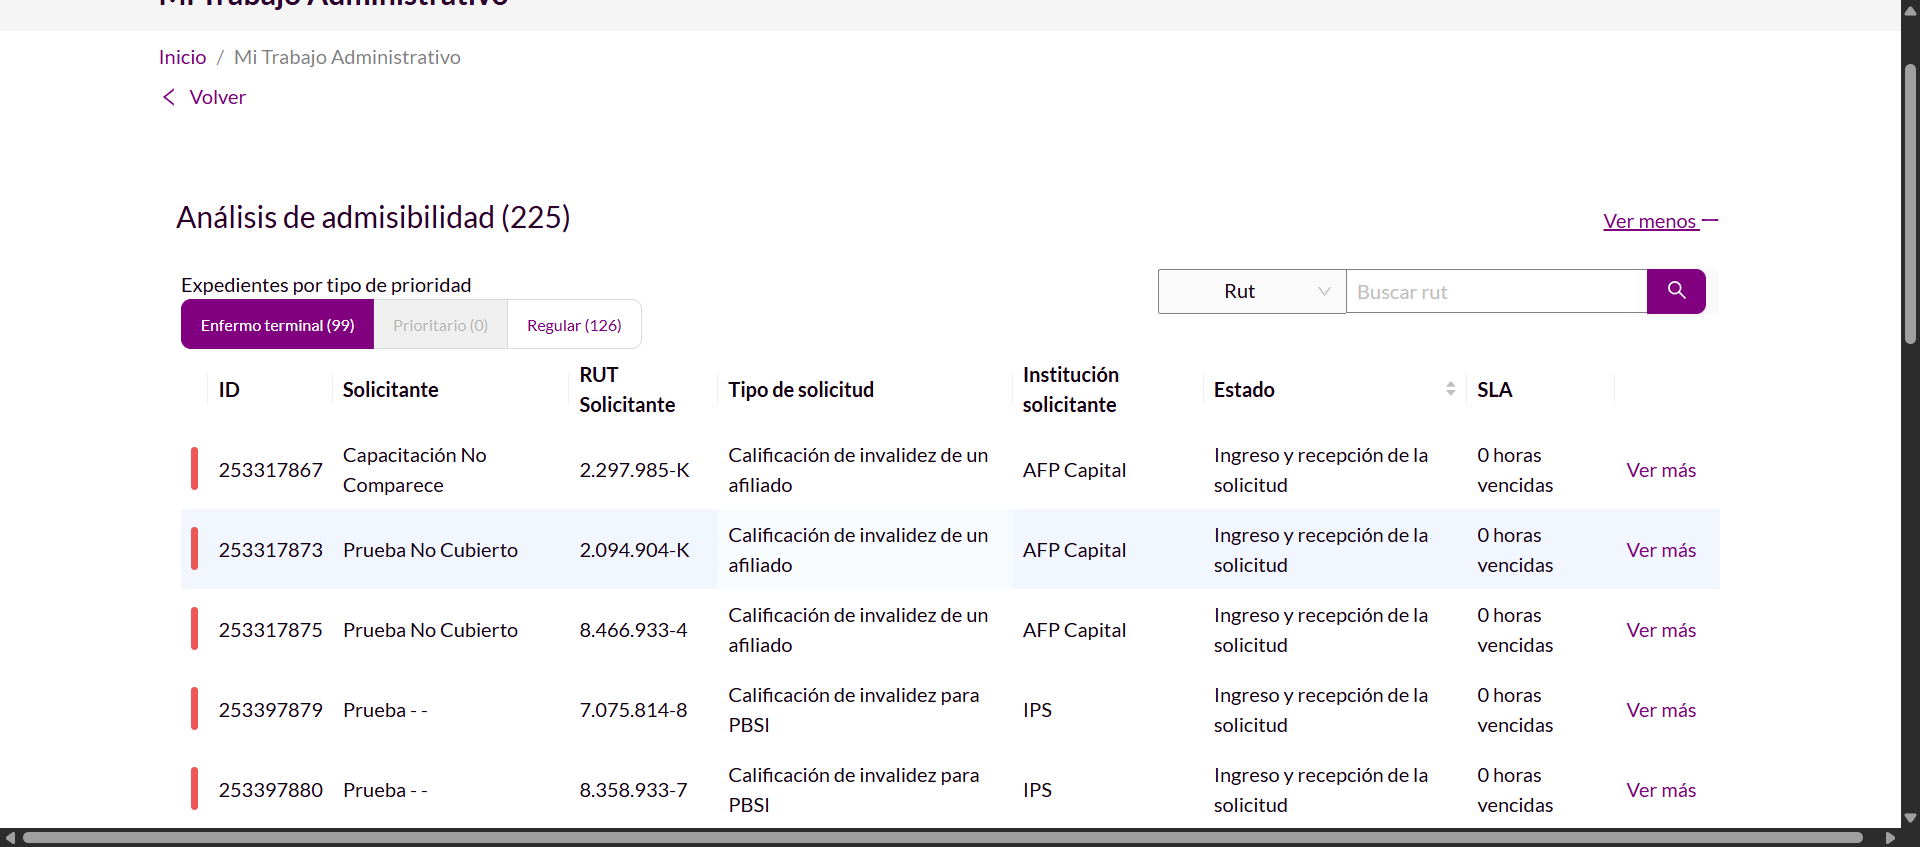 Mi Trabajo Administrativo
Inicio / Mi Trabajo Administrativo
Volver
Análisis de admisibilidad (225)
Ver menos
Expedientes por tipo de prioridad
Rut
Buscar rut
Enfermo terminal (99)
Prioritario (0)
Regular (126)
ID
Solicitante
RUT
Solicitante
Tipo de solicitud
Institución
solicitante
Estado
SLA
253317867
Capacitación No
Comparece
2.297.985-K
Calificación de invalidez de un
afiliado
AFP Capital
Ingreso y recepción de la
solicitud
0 horas
vencidas
Ver más
253317873
Prueba No Cubierto
2.094.904-K
Calificación de invalidez de un
afiliado
AFP Capital
Ingreso y recepción de la
solicitud
0 horas
vencidas
Ver más
253317875
Prueba No Cubierto
8.466.933-4
Calificación de invalidez de un
afiliado
AFP Capital
Ingreso y recepción de la
solicitud
0 horas
vencidas
Ver más
253397879
Prueba - -
7.075.814-8
Calificación de invalidez para
PBSI
IPS
Ingreso y recepción de la
solicitud
0 horas
vencidas
Ver más
253397880
Prueba - -
8.358.933-7
Calificación de invalidez para
PBSI
IPS
Ingreso y recepción de la
solicitud
0 horas
vencidas
Ver más